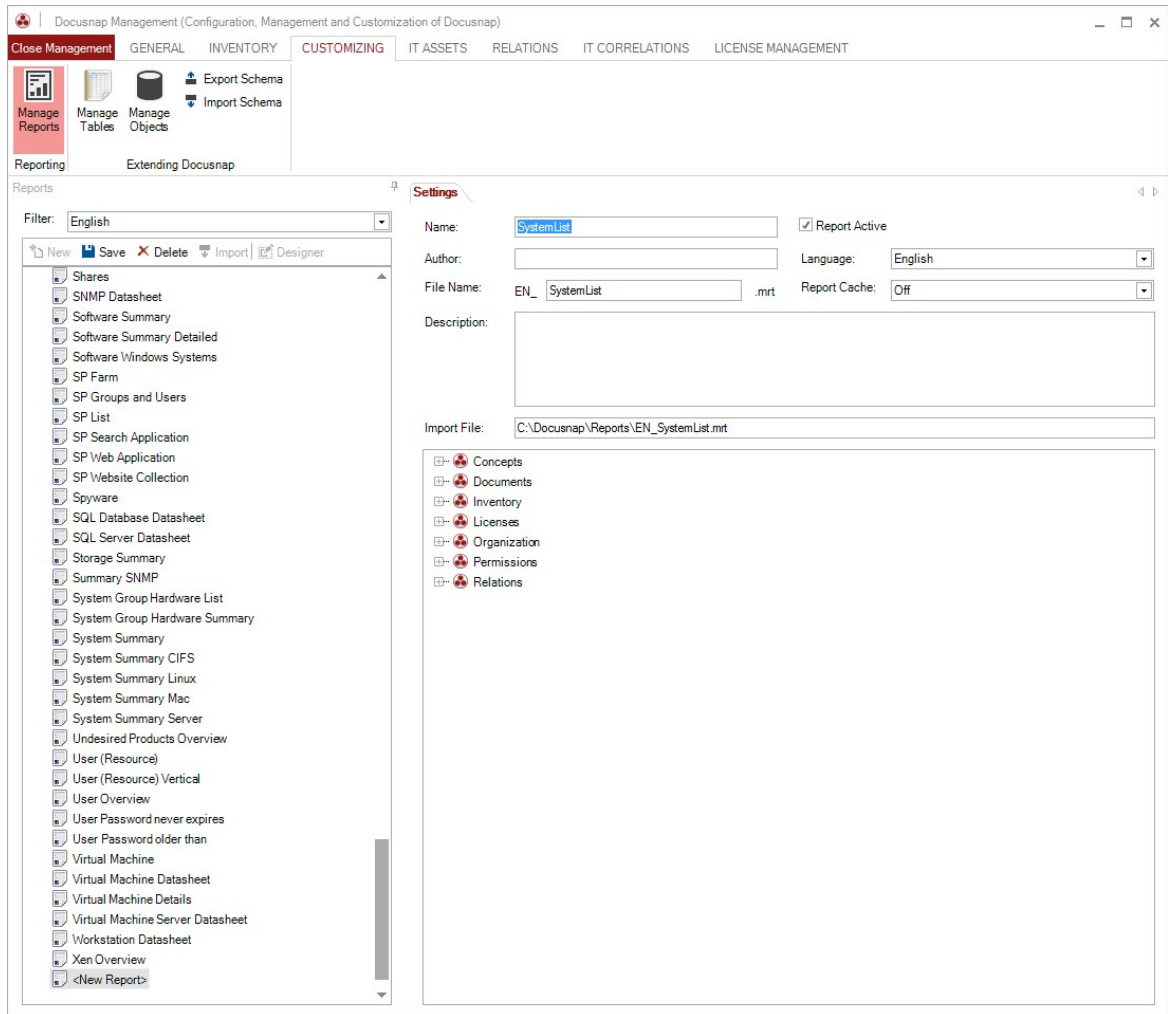 Docusnap Management (Configuration, Management and Customization of Docusnap)
Close Management GENERAL INVENTORY CUSTOMIZING IT ASSETS RELATIONS IT CORRELATIONS LICENSE MANAGEMENT
Manage Reports
Manage Tables
Manage Objects
Export Schema
Import Schema
Reporting
Extending Docusnap
Reports
Filter: English
New Save Delete Import Designer
Shares
SNMP Datasheet
Software Summary
Software Summary Detailed
Software Windows Systems
SP Farm
SP Groups and Users
SP List
SP Search Application
SP Web Application
SP Website Collection
Spyware
SQL Database Datasheet
SQL Server Datasheet
Storage Summary
Summary SNMP
System Group Hardware List
System Group Hardware Summary
System Summary
System Summary CIFS
System Summary Linux
System Summary Mac
System Summary Server
Undesired Products Overview
User (Resource)
User (Resource) Vertical
User Overview
User Password never expires
User Password older than
Virtual Machine
Virtual Machine Datasheet
Virtual Machine Details
Virtual Machine Server Datasheet
Workstation Datasheet
Xen Overview
<New Report>
Settings
Name: SystemList Report Active
Author: Language: English
File Name: EN_ SystemList .mrt Report Cache: Off
Description:
Import File: C:\Docusnap\Reports\EN_SystemList.mrt
Concepts
Documents
Inventory
Licenses
Organization
Permissions
Relations